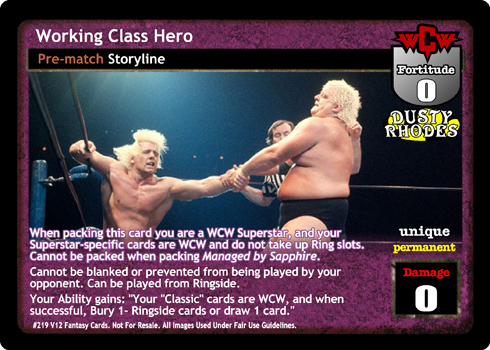 Working Class Hero
Pre-match Storyline
WCW
Fortitude
0
DUSTY
RHODES
When packing this card you are a WCW Superstar, and your
Superstar-specific cards are WCW and do not take up Ring slots.
Cannot be packed when packing Managed by Sapphire.
Cannot be blanked or prevented from being played by your
opponent. Can be played from Ringside.
Your Ability gains: "Your "Classic" cards are WCW, and when
successful, Bury 1- Ringside cards or draw 1 card."
#219 V12 Fantasy Cards. Not For Resale. All Images Used Under Fair Use Guidelines.
unique
permanent
Damage
0